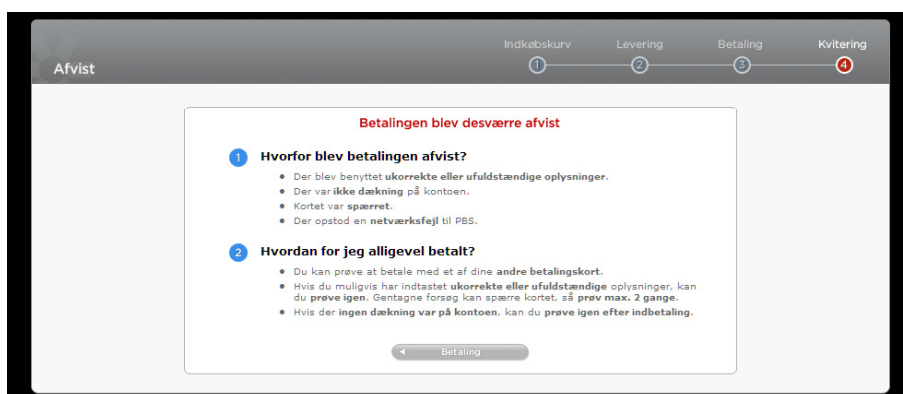 Afvist
Indkøbskurv Levering Betaling Kvitering
1 2 3 4
Betalingen blev desværre afvist
1 Hvorfor blev betalingen afvist?
• Der blev benyttet ukorrekte eller ufuldstændige oplysninger.
• Der var ikke dækning på kontoen.
• Kortet var spærret.
• Der opstod en netværksfejl til PBS.
2 Hvordan for jeg alligevel betalt?
• Du kan prøve at betale med et af dine andre betalingskort.
• Hvis du muligvis har indtastet ukorrekte eller ufuldstændige oplysninger, kan
du prøve igen. Gentagne forsøg kan spærre kortet, så prøv max. 2 gange.
• Hvis der ingen dækning var på kontoen, kan du prøve igen efter indbetaling.
Betaling